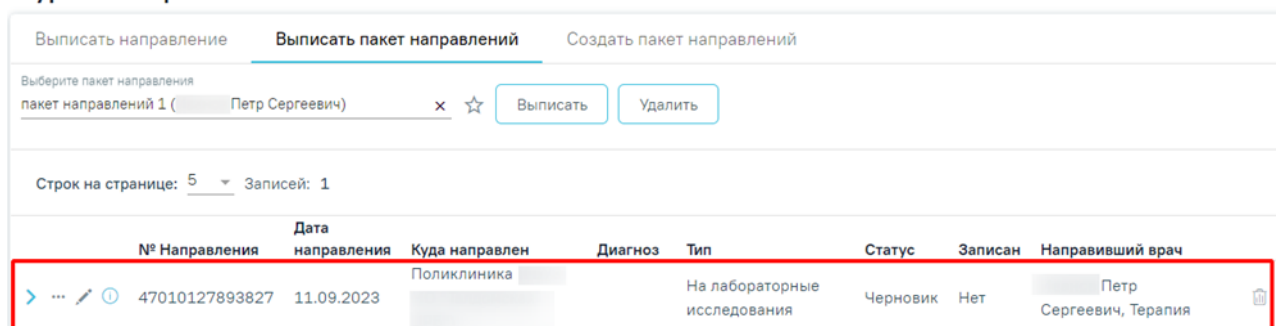 Выписать направление Выписать пакет направлений Создать пакет направлений
Выберите пакет направления
пакет направлений 1 ( Петр Сергеевич) × Выписать Удалить
Строк на странице: 5 Записей: 1
№ Направления Дата направления Куда направлен Диагноз Тип Статус Записан Направивший врач
47010127893827 11.09.2023 Поликлиника На лабораторные исследования Черновик Нет Петр Сергеевич, Терапия